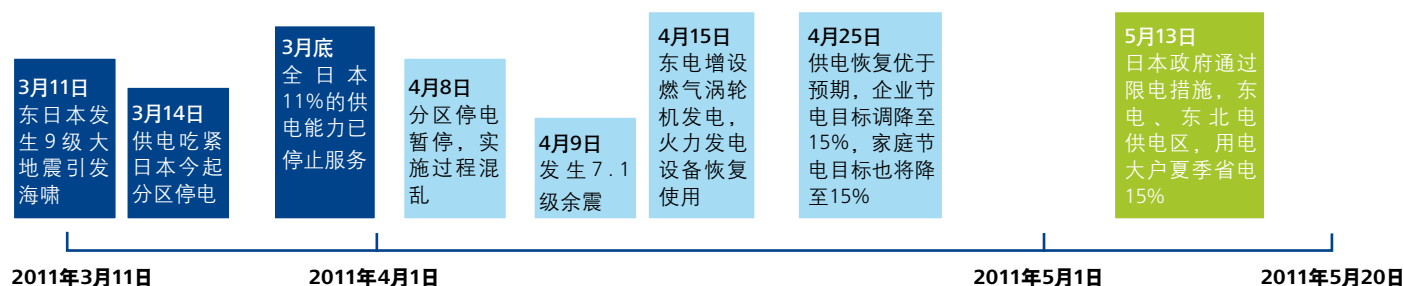 3月11日
东日本发
生9级大
地震引发
海啸
3月14日
供电吃紧
日本今起
分区停电
3月底
全日本
11%的供
电能力已
停止服务
4月8日
分区停电
暂停，实
施过程混
乱
4月9日
发生7.1
级余震
4月15日
东电增设
燃气涡轮
机发电，
火力发电
设备恢复
使用
4月25日
供电恢复优于
预期，企业节
电目标调降至
15%，家庭节
电目标也将降
至15%
5月13日
日本政府通过
限电措施，东
电、东北电
供电区，用电
大户夏季省电
15%
2011年3月11日
2011年4月1日
2011年5月1日
2011年5月20日